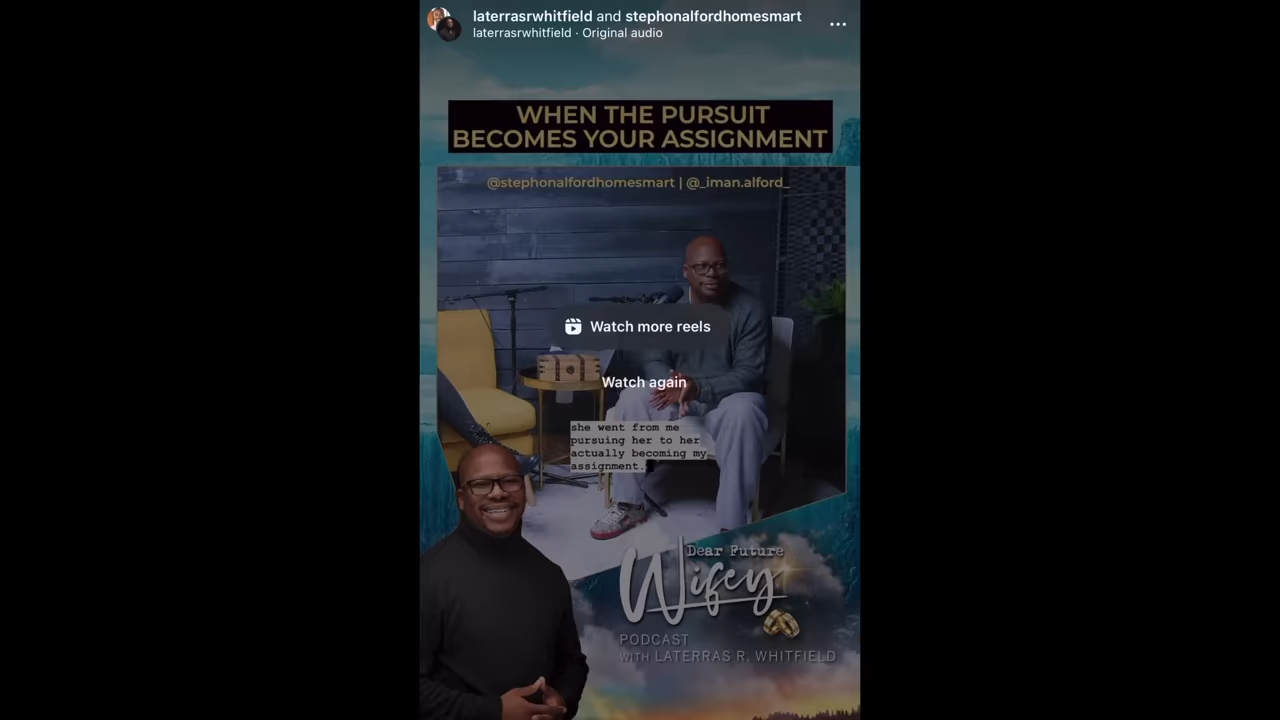 laterrasrwhitfield and stephonalfordhomesmart
laterrasrwhitfield · Original audio
WHEN THE PURSUIT
BECOMES YOUR ASSIGNMENT
@stephonalfordhomesmart | @_iman.alford_
Watch more reels
Watch again
she went from me
pursuing her to her
actually becoming my
assignment.
Dear Future
Wifey
PODCAST
WITH LATERRAS R. WHITFIELD